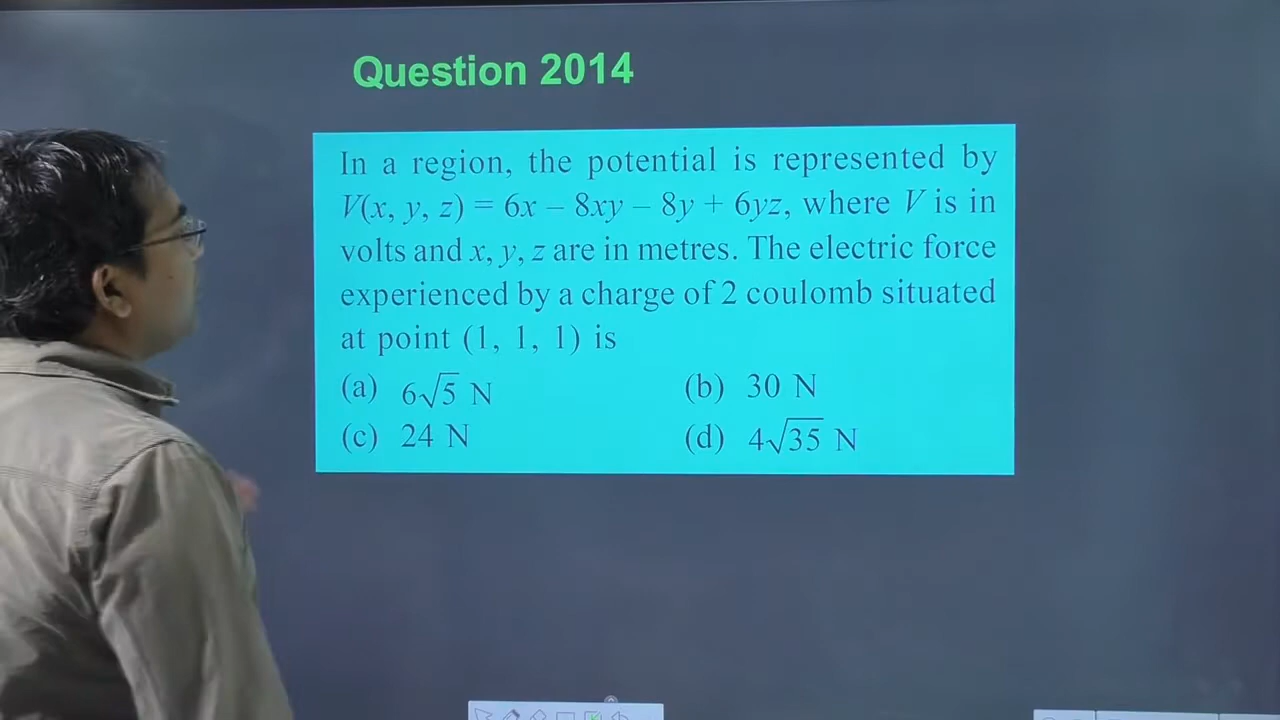 Question 2014
In a region, the potential is represented by
V(x, y, z) = 6x – 8xy – 8y + 6yz, where V is in
volts and x, y, z are in metres. The electric force
experienced by a charge of 2 coulomb situated
at point (1, 1, 1) is
(a) 6√5 N (b) 30 N
(c) 24 N (d) 4√35 N